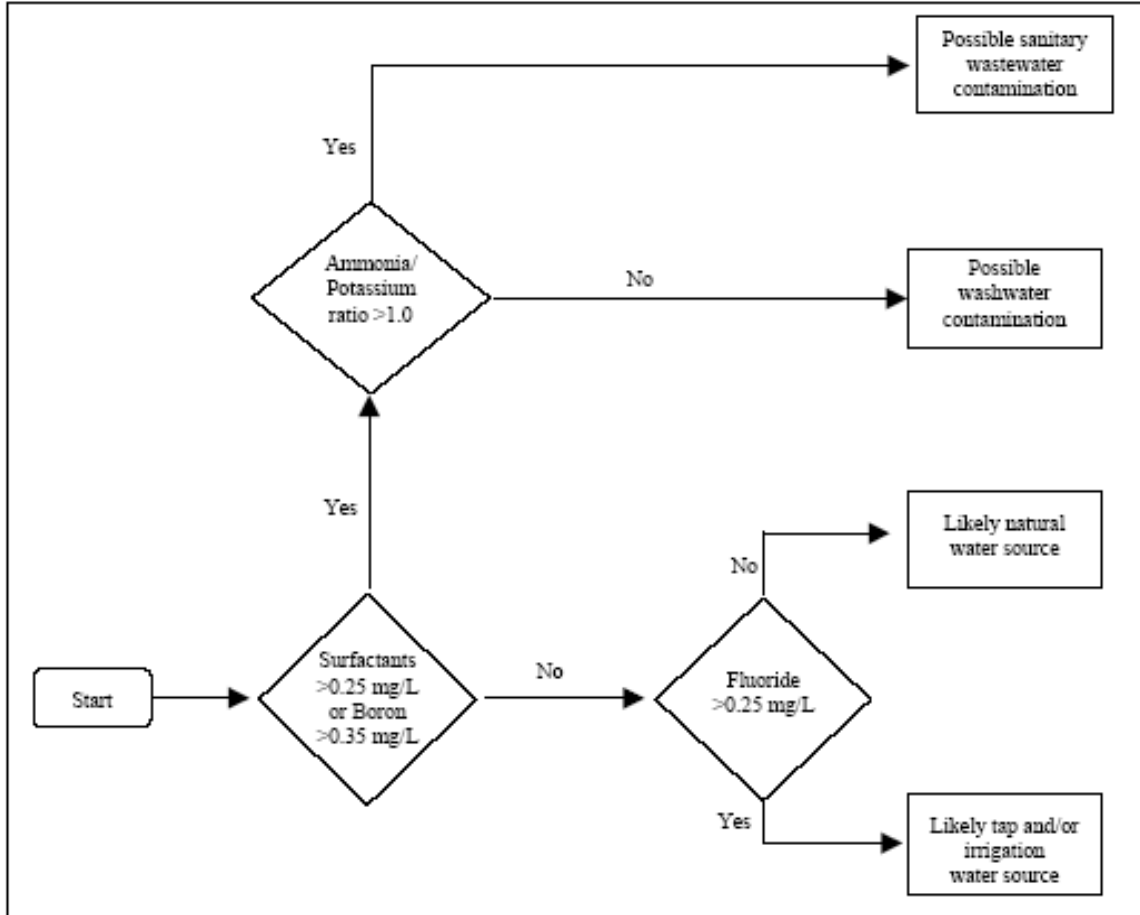 Possible sanitary
wastewater
contamination
Yes
Ammonia/
Potassium
ratio >1.0
No
Possible
washwater
contamination
Yes
Likely natural
water source
No
Start
Surfactants
>0.25 mg/L
or Boron
>0.35 mg/L
No
Fluoride
>0.25 mg/L
Yes
Likely tap and/or
irrigation
water source